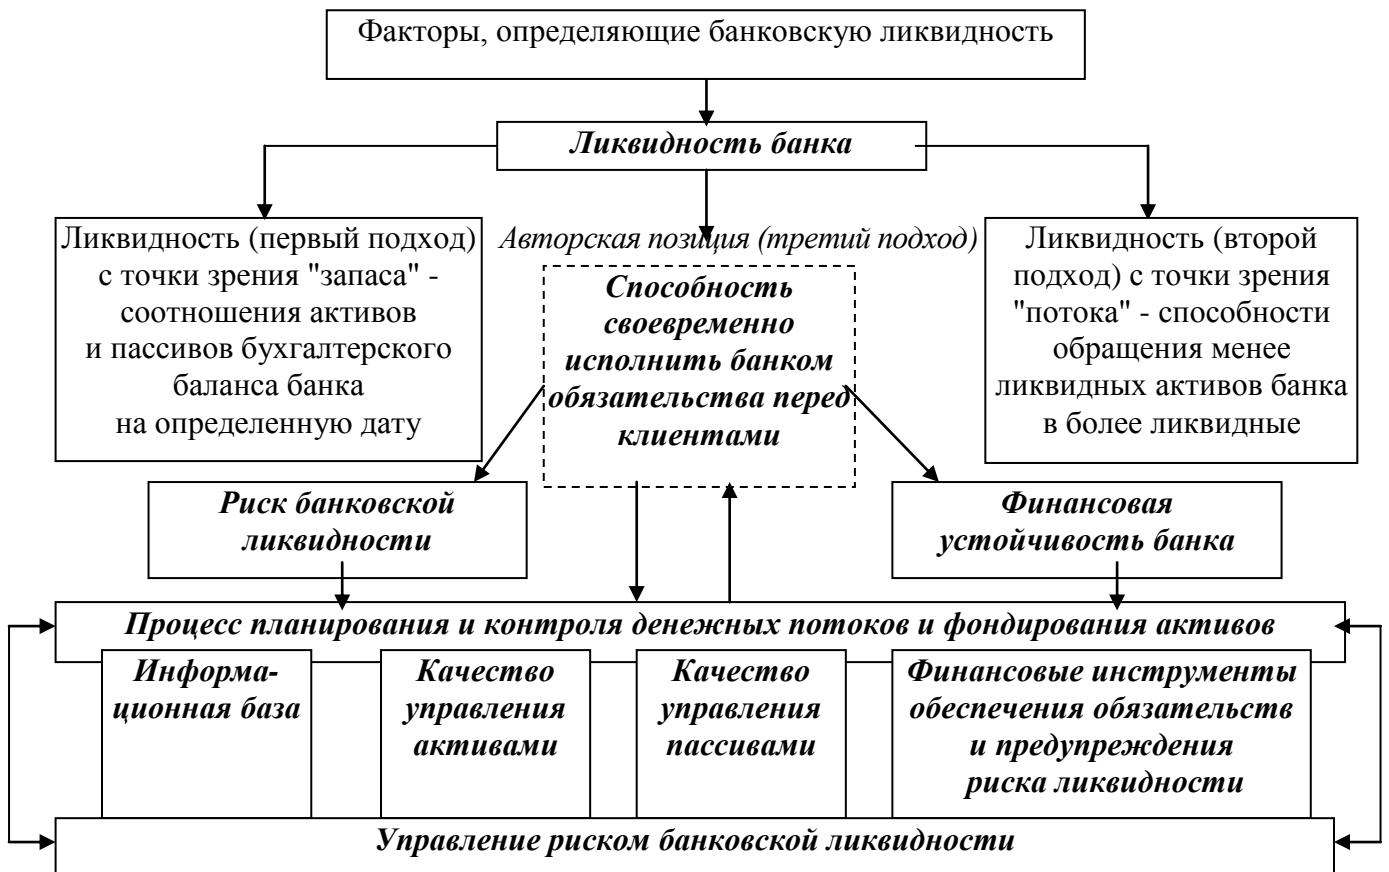 Факторы, определяющие банковскую ликвидность
Ликвидность банка
Ликвидность (первый подход)
с точки зрения "запаса" -
соотношения активов
и пассивов бухгалтерского
баланса банка
на определенную дату
Авторская позиция (третий подход)
Способность
своевременно
исполнить банком
обязательства перед
клиентами
Ликвидность (второй
подход) с точки зрения
"потока" - способности
обращения менее
ликвидных активов банка
в более ликвидные
Риск банковской
ликвидности
Финансовая
устойчивость банка
Процесс планирования и контроля денежных потоков и фондирования активов
Информа-
ционная база
Качество
управления
активами
Качество
управления
пассивами
Финансовые инструменты
обеспечения обязательств
и предупреждения
риска ликвидности
Управление риском банковской ликвидности